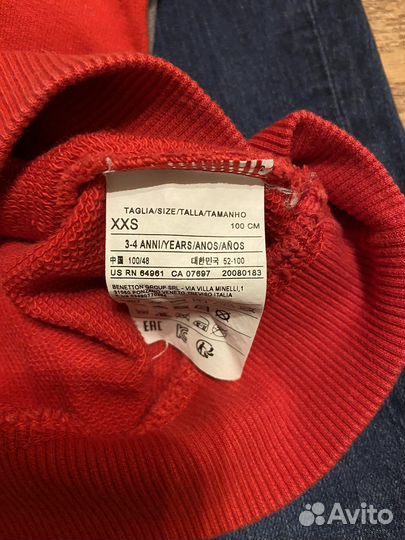 TAGLIA/SIZE/TALLA/TAMANHO
XXS 100 CM
3-4 ANNI/YEARS/ANOS/AÑOS
中國 100/48 대한민국 52-100
US RN 64961 CA 07697 20080183
BENETTON GROUP SRL - VIA VILLA MINELLI,1
31050 PONZANO VENETO TREVISO ITALIA
EAC
Avito